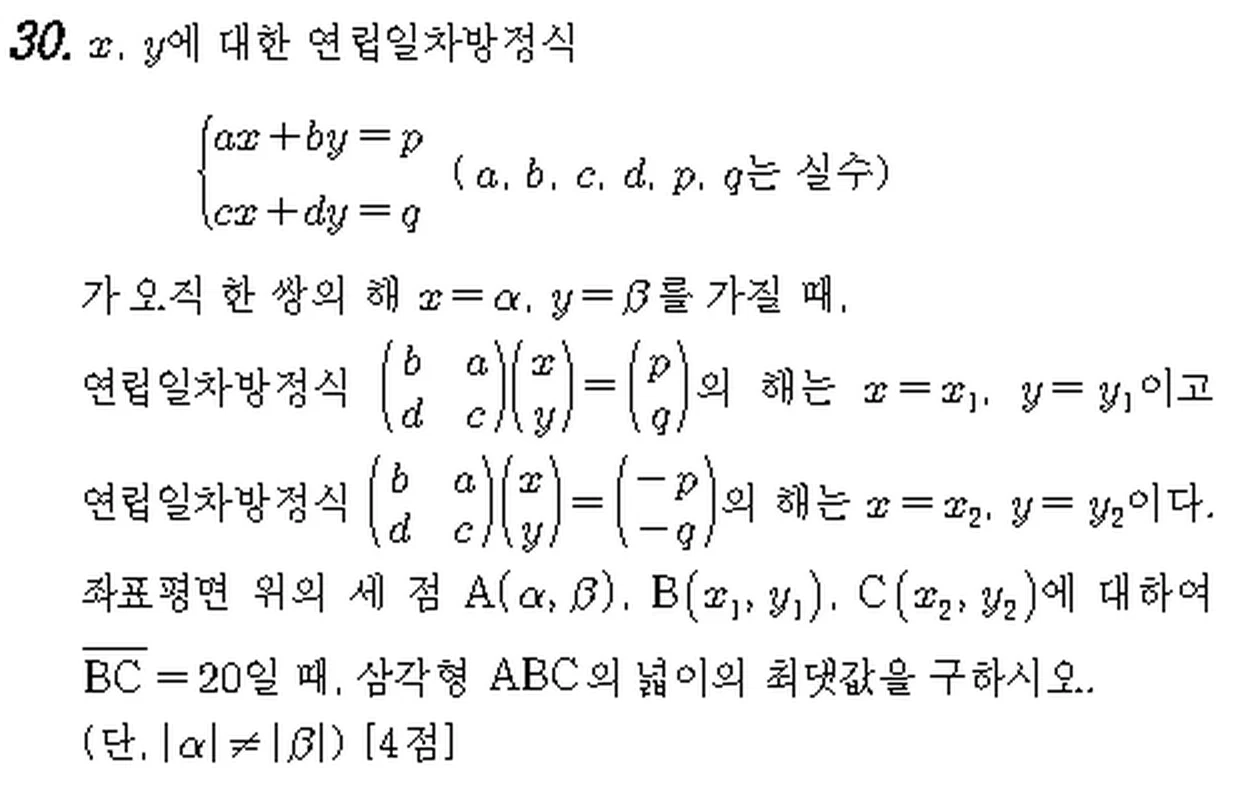 30. x, y에 대한 연립일차방정식
{ax+by=p
cx+dy=q (a, b, c, d, p, q는 실수)
가 오직 한 쌍의 해 x=α, y=β를 가질 때,
연립일차방정식 (b a; d c)(x; y)=(p; q)의 해는 x=x₁, y=y₁이고
연립일차방정식 (b a; d c)(x; y)=(-p; -q)의 해는 x=x₂, y=y₂이다.
좌표평면 위의 세 점 A(α, β), B(x₁, y₁), C(x₂, y₂)에 대하여
B̅C̅=20일 때, 삼각형 ABC의 넓이의 최댓값을 구하시오.
(단, |α|≠|β|) [4점]